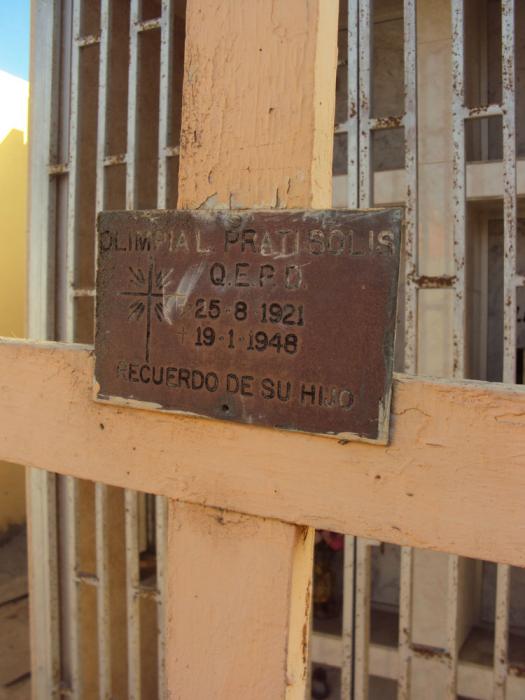 OLIMPIA L. PRATI SOLIS
Q.E.P.D.
25-8 1921
19-1-1948
RECUERDO DE SU HIJO